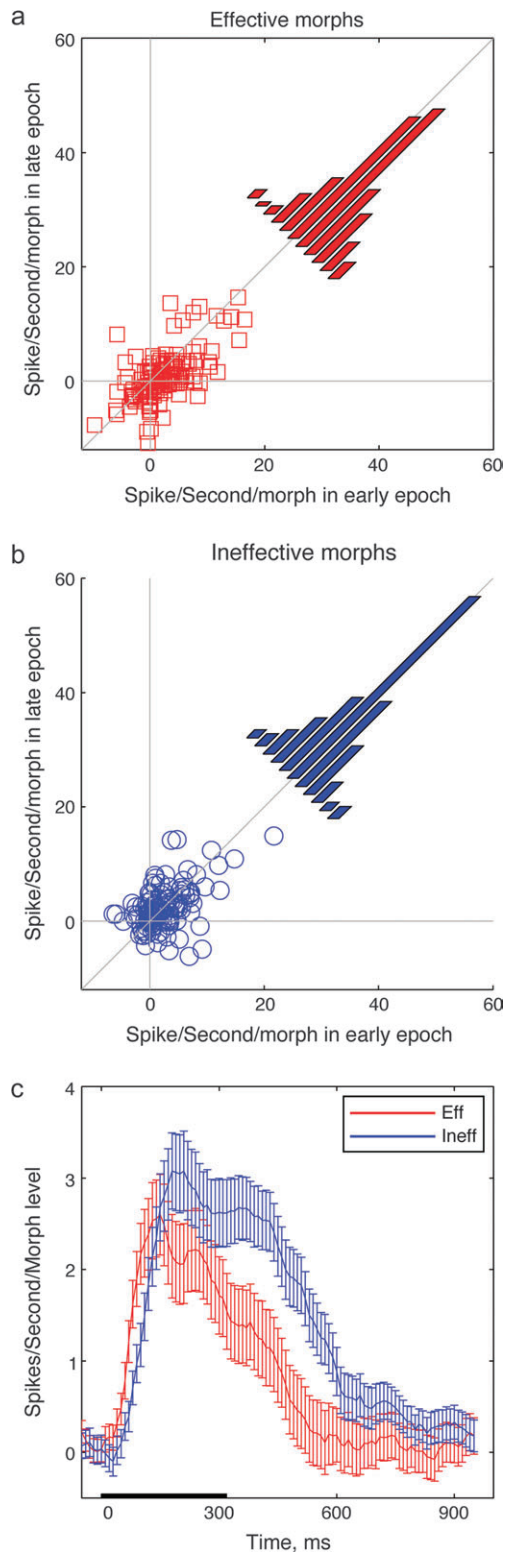 a
Effective morphs
60
40
20
0
0 20 40 60
Spike/Second/morph in late epoch
Spike/Second/morph in early epoch
b
Ineffective morphs
60
40
20
0
0 20 40 60
Spike/Second/morph in late epoch
Spike/Second/morph in early epoch
c
4
3
2
1
0
Eff
Ineff
0 300 600 900
Spikes/Second/Morph level
Time, ms